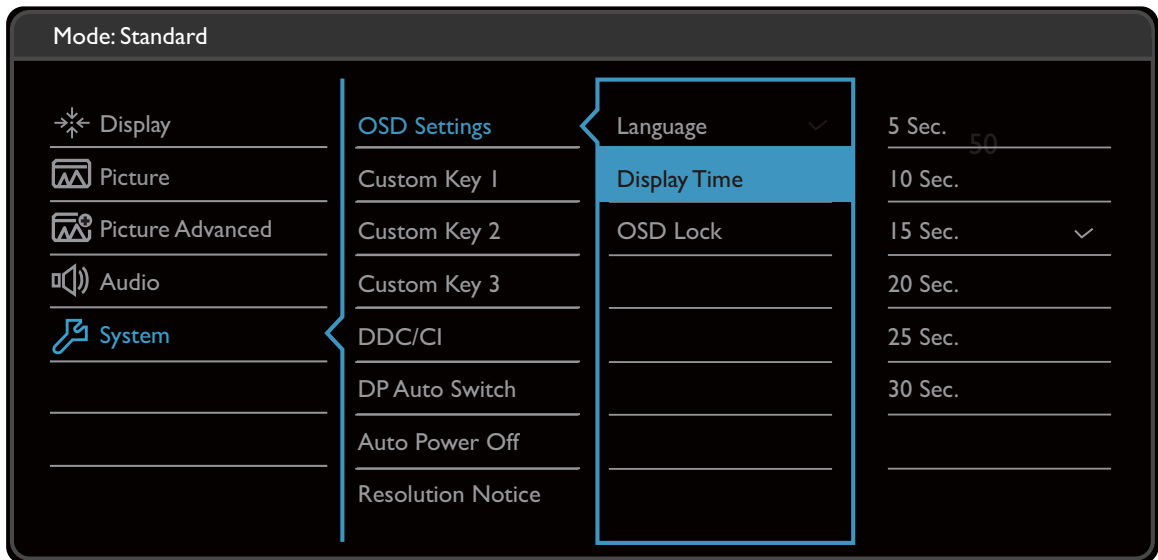 Mode: Standard
Display
Picture
Picture Advanced
Audio
System
OSD Settings
Custom Key 1
Custom Key 2
Custom Key 3
DDC/CI
DP Auto Switch
Auto Power Off
Resolution Notice
Language
Display Time
OSD Lock
5 Sec.
50
10 Sec.
15 Sec.
20 Sec.
25 Sec.
30 Sec.